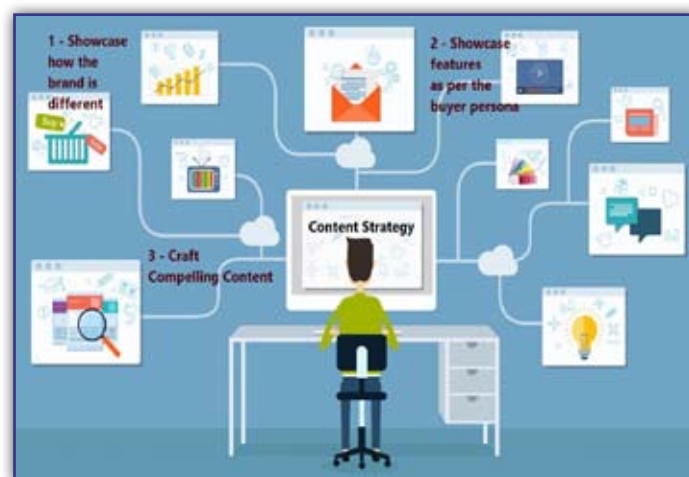 1 - Showcase
how the
brand is
different
2 - Showcase
features
as per the
buyer persona
Content Strategy
3 - Craft
Compelling Content